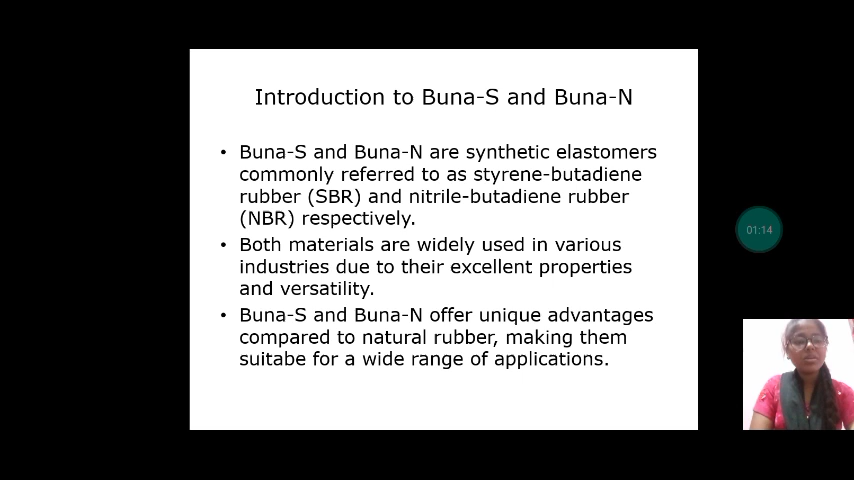 Introduction to Buna-S and Buna-N
• Buna-S and Buna-N are synthetic elastomers
commonly referred to as styrene-butadiene
rubber (SBR) and nitrile-butadiene rubber
(NBR) respectively.
• Both materials are widely used in various
industries due to their excellent properties
and versatility.
• Buna-S and Buna-N offer unique advantages
compared to natural rubber, making them
suitabe for a wide range of applications.
01:14